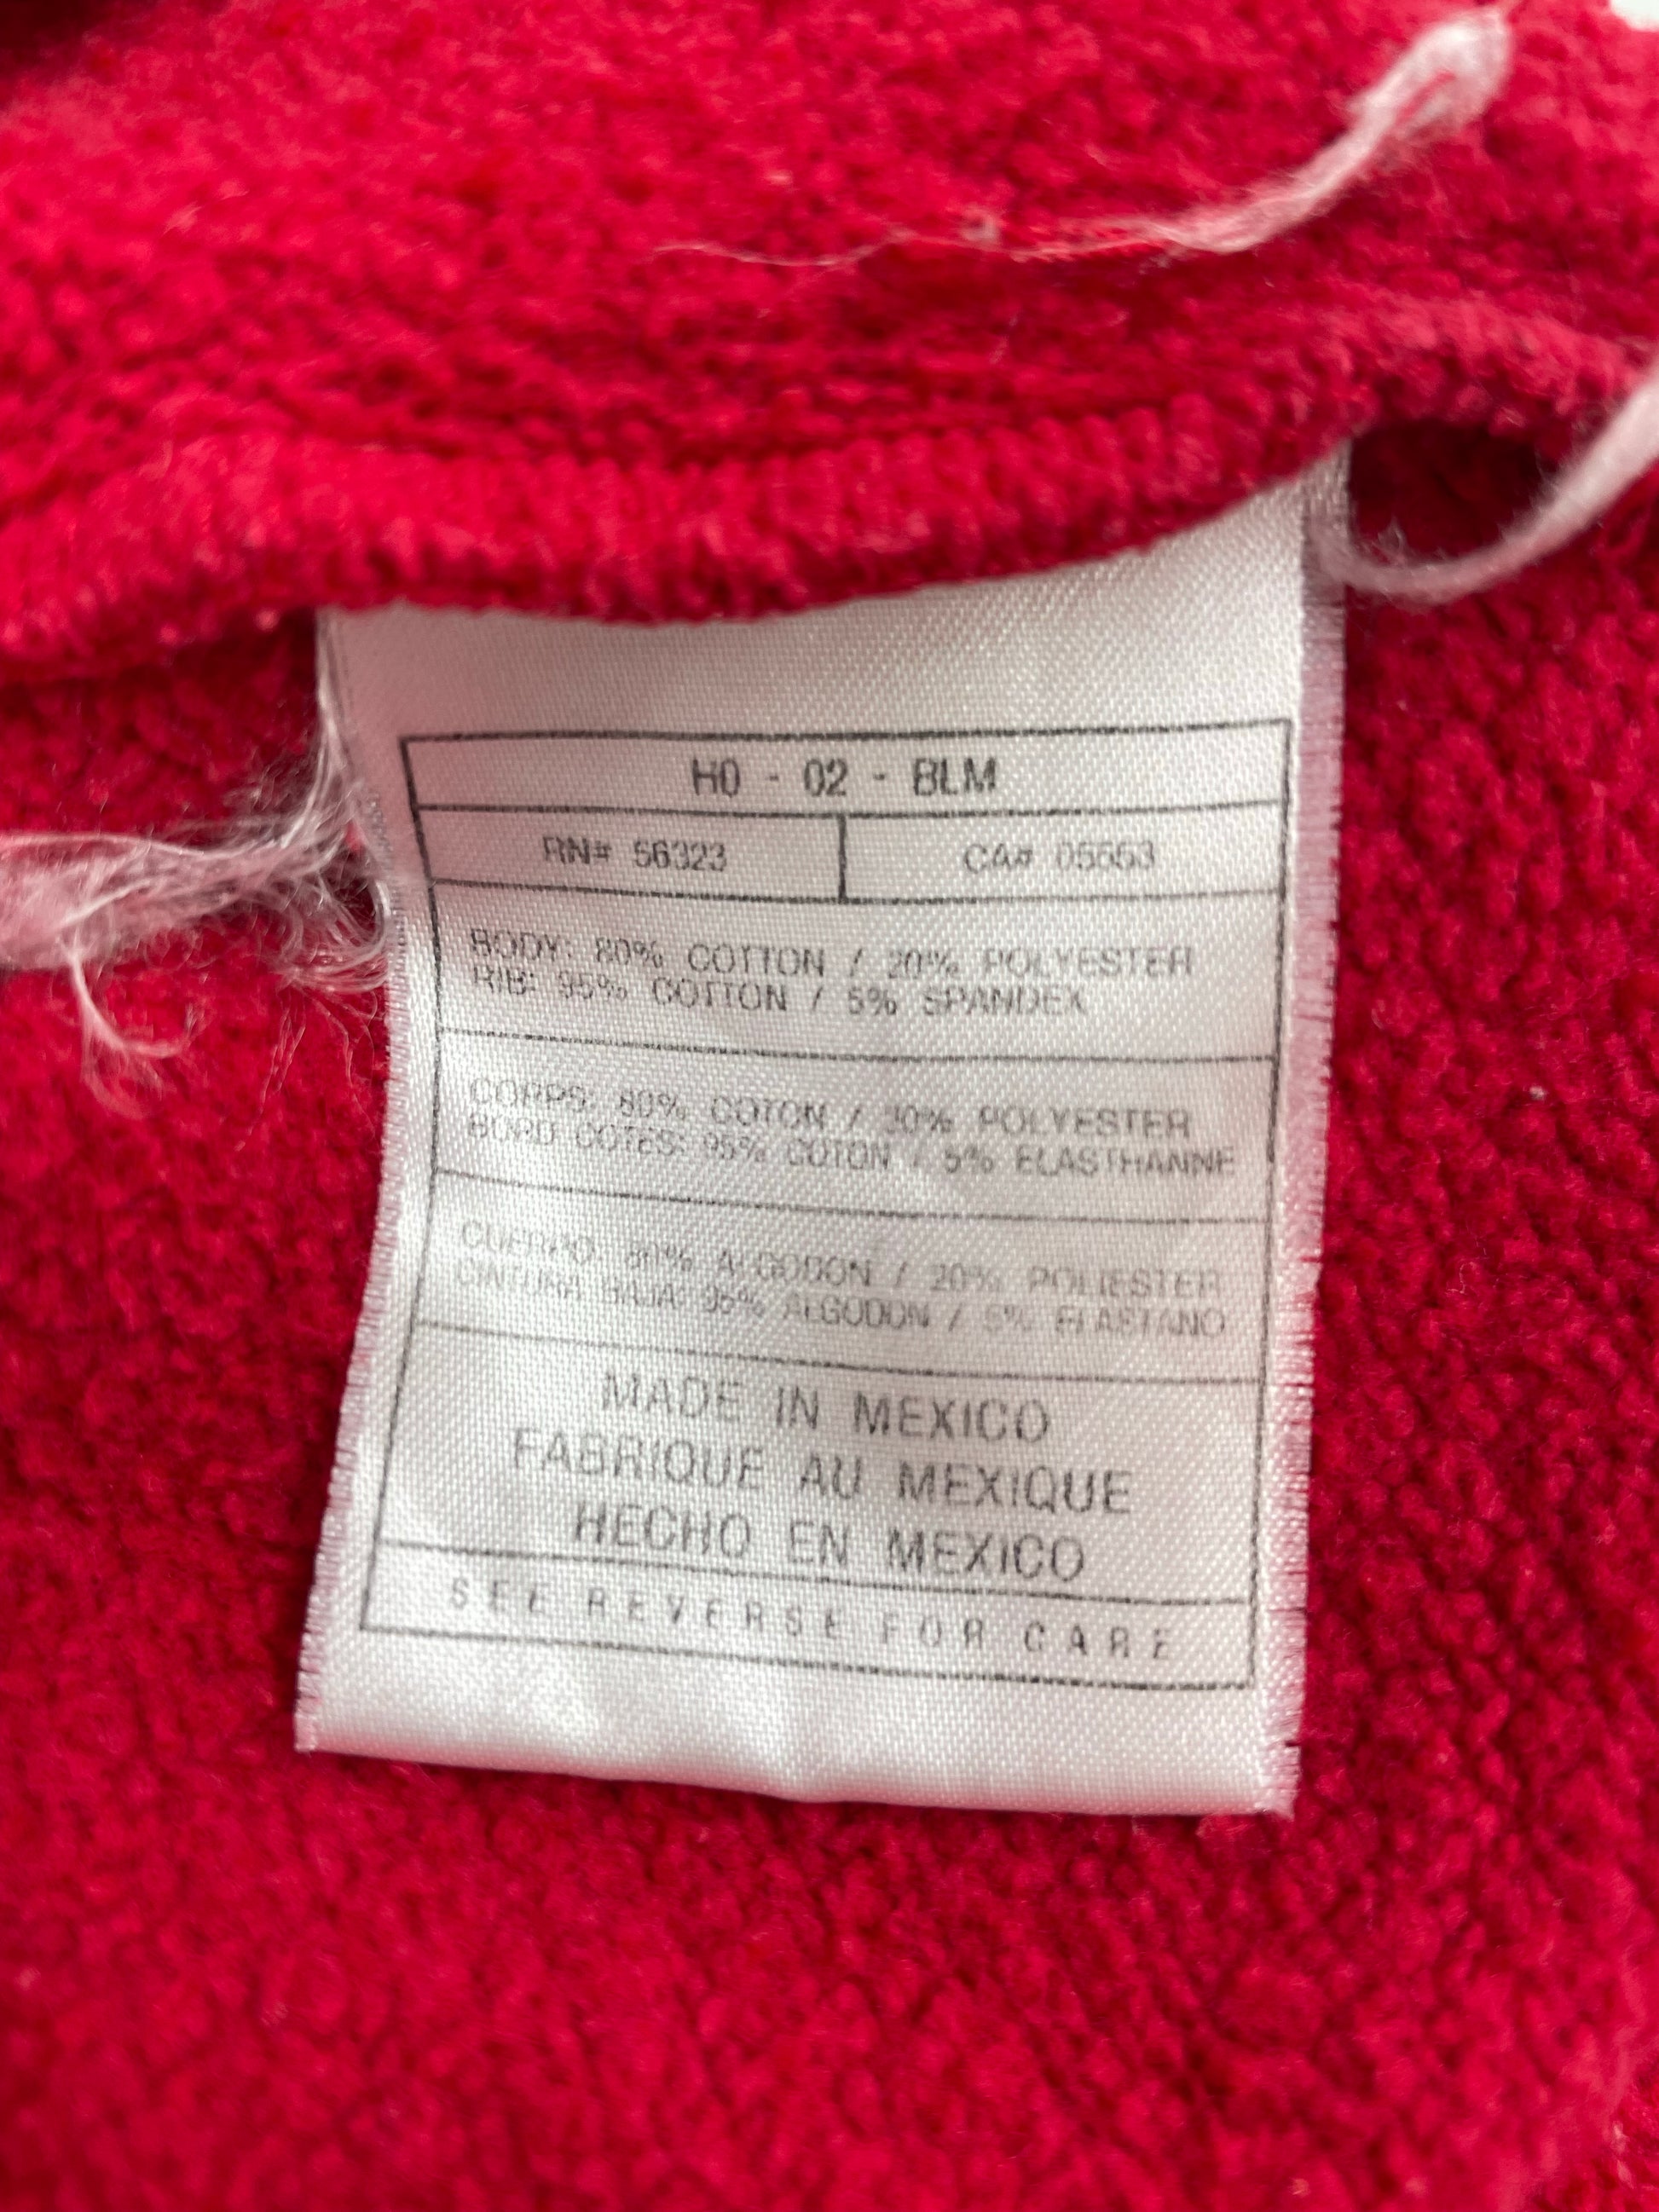 H0 - 02 - BLM
RN# 56323 CA# 05553
BODY: 80% COTTON / 20% POLYESTER
RIB: 95% COTTON / 5% SPANDEX
CORPS: 80% COTON / 20% POLYESTER
BORD COTES: 95% COTON / 5% ELASTHANNE
CUERPO: 80% ALGODON / 20% POLIESTER
CINTURA BAJA: 95% ALGODON / 5% ELASTANO
MADE IN MEXICO
FABRIQUE AU MEXIQUE
HECHO EN MEXICO
SEE REVERSE FOR CARE